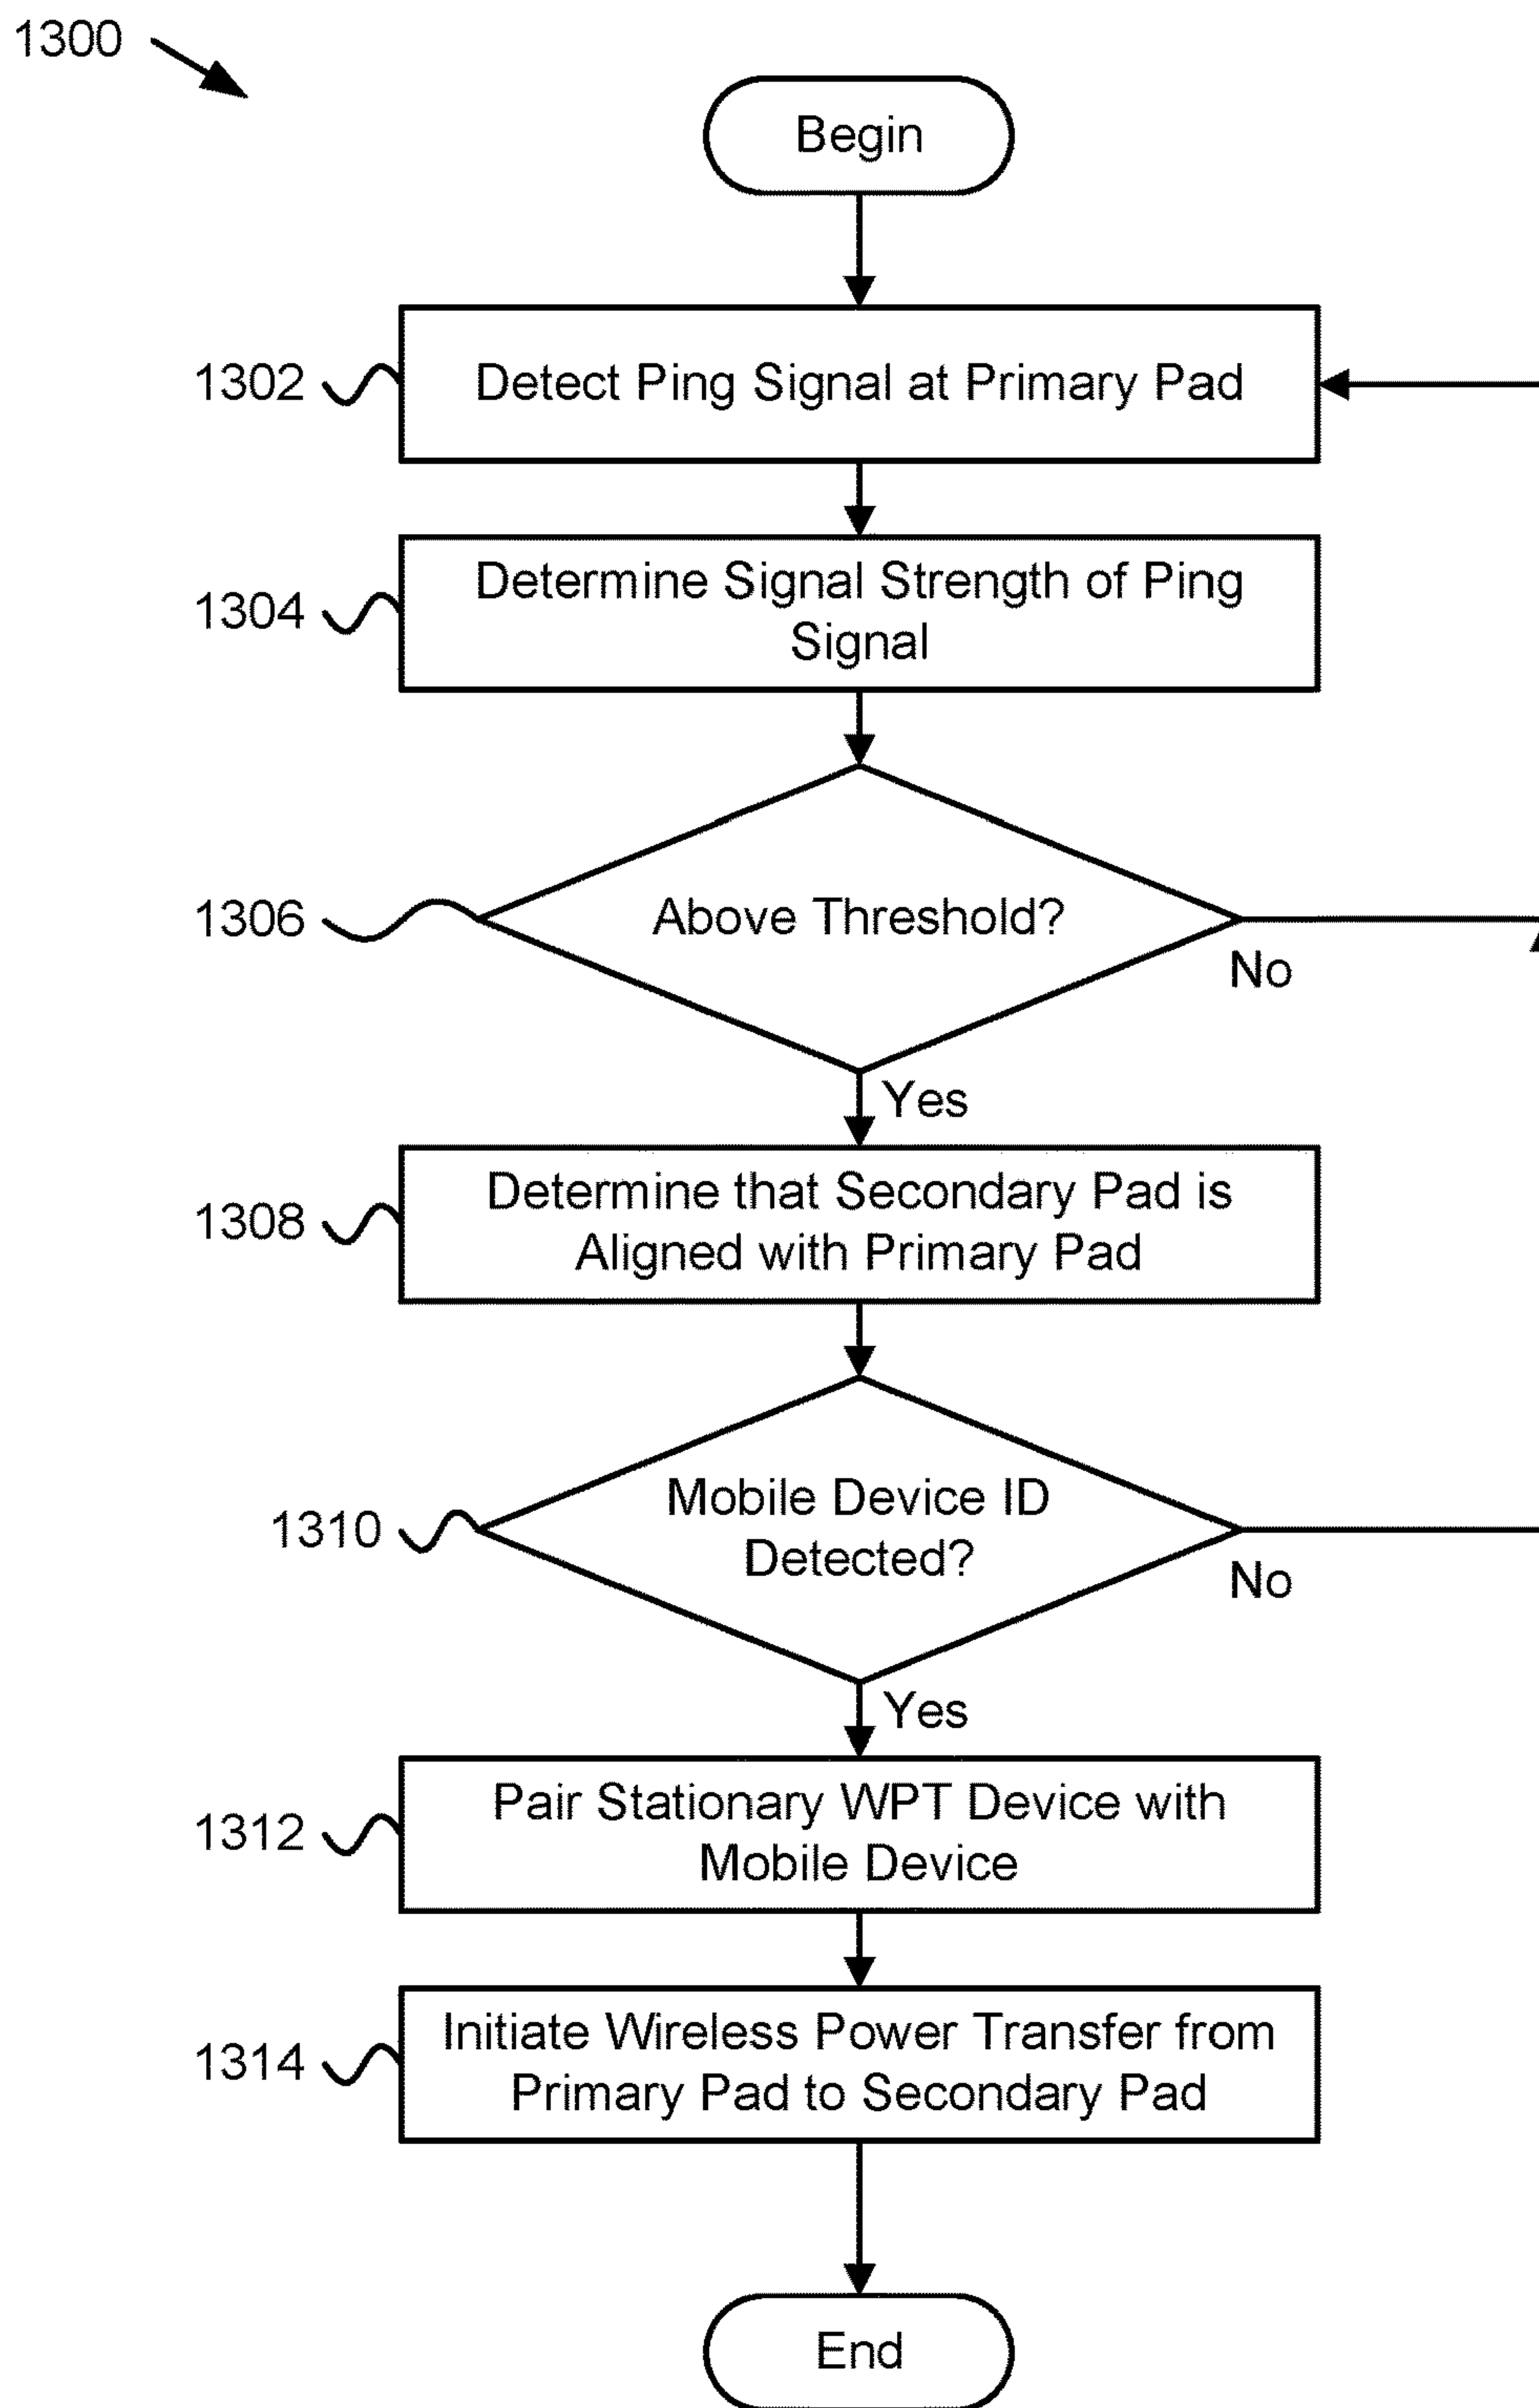 1300
Begin
1302
Detect Ping Signal at Primary Pad
1304
Determine Signal Strength of Ping
Signal
1306
Above Threshold?
No
Yes
1308
Determine that Secondary Pad is
Aligned with Primary Pad
1310
Mobile Device ID
Detected?
No
Yes
1312
Pair Stationary WPT Device with
Mobile Device
1314
Initiate Wireless Power Transfer from
Primary Pad to Secondary Pad
End